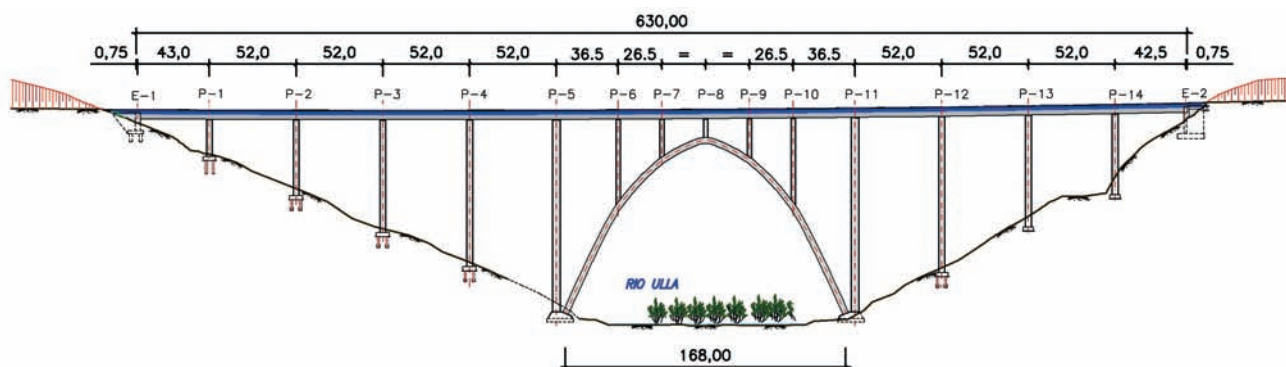 630,00
0,75 43,0 52,0 52,0 52,0 52,0 36.5 26.5 = = 26.5 36.5 52,0 52,0 52,0 42,5 0,75
E-1 P-1 P-2 P-3 P-4 P-5 P-6 P-7 P-8 P-9 P-10 P-11 P-12 P-13 P-14 E-2
RIO ULLA
168,00